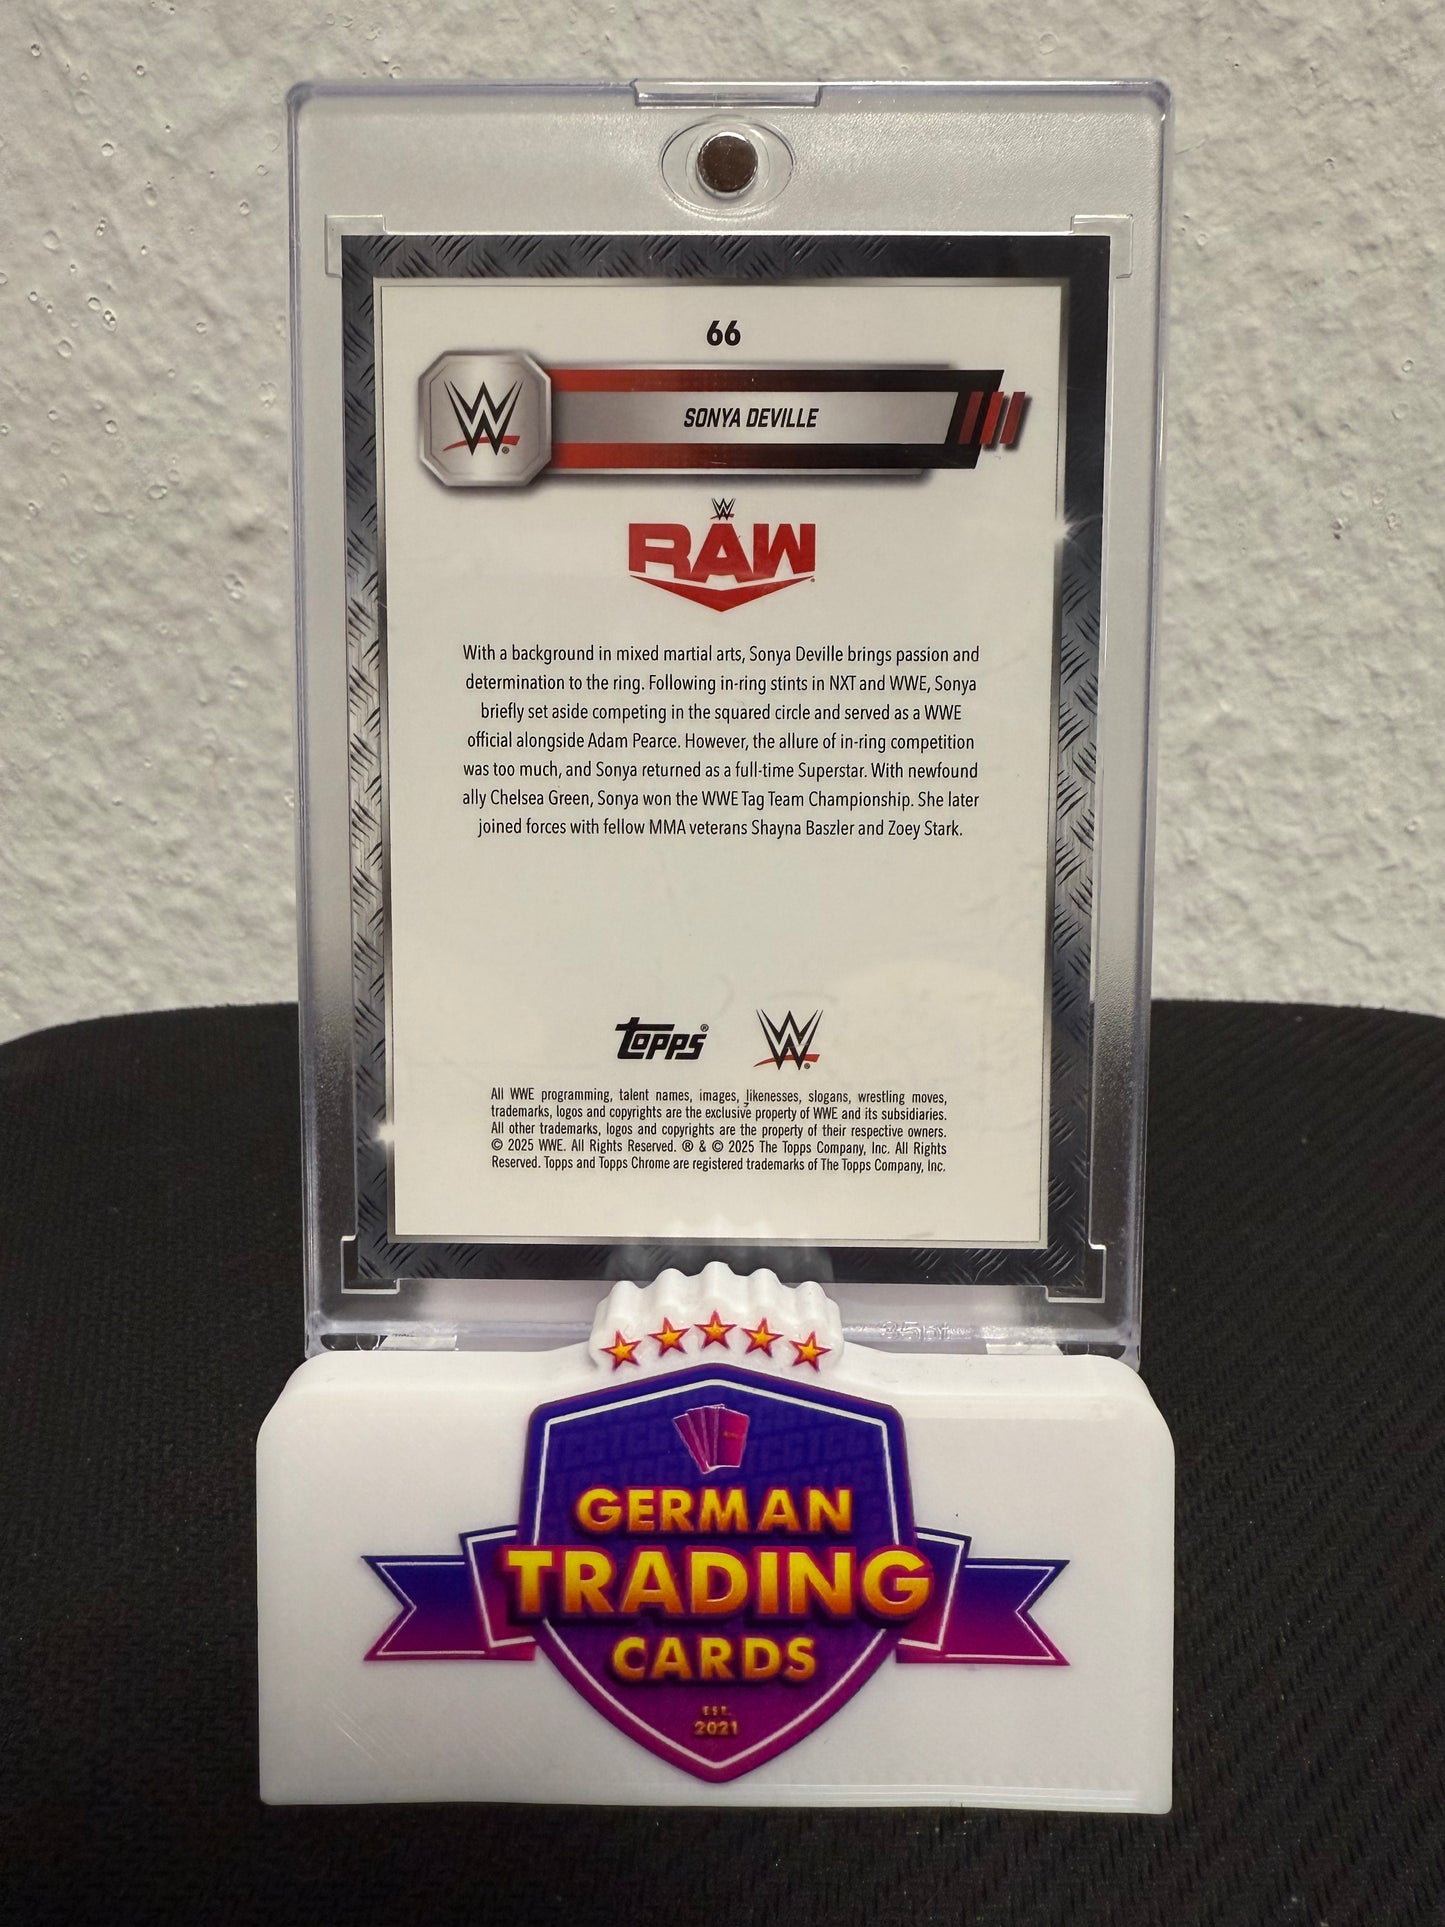 66
SONYA DEVILLE
W
RAW
With a background in mixed martial arts, Sonya Deville brings passion and
determination to the ring. Following in-ring stints in NXT and WWE, Sonya
briefly set aside competing in the squared circle and served as a WWE
official alongside Adam Pearce. However, the allure of in-ring competition
was too much, and Sonya returned as a full-time Superstar. With newfound
ally Chelsea Green, Sonya won the WWE Tag Team Championship. She later
joined forces with fellow MMA veterans Shayna Baszler and Zoey Stark.
Topps® W®
All WWE programming, talent names, images, likenesses, slogans, wrestling moves,
trademarks, logos and copyrights are the exclusive property of WWE and its subsidiaries.
All other trademarks, logos and copyrights are the property of their respective owners.
© 2025 WWE. All Rights Reserved. ® & © 2025 The Topps Company, Inc. All Rights
Reserved. Topps and Topps Chrome are registered trademarks of The Topps Company, Inc.
35pt
GERMAN
TRADING
CARDS
EST.
2021